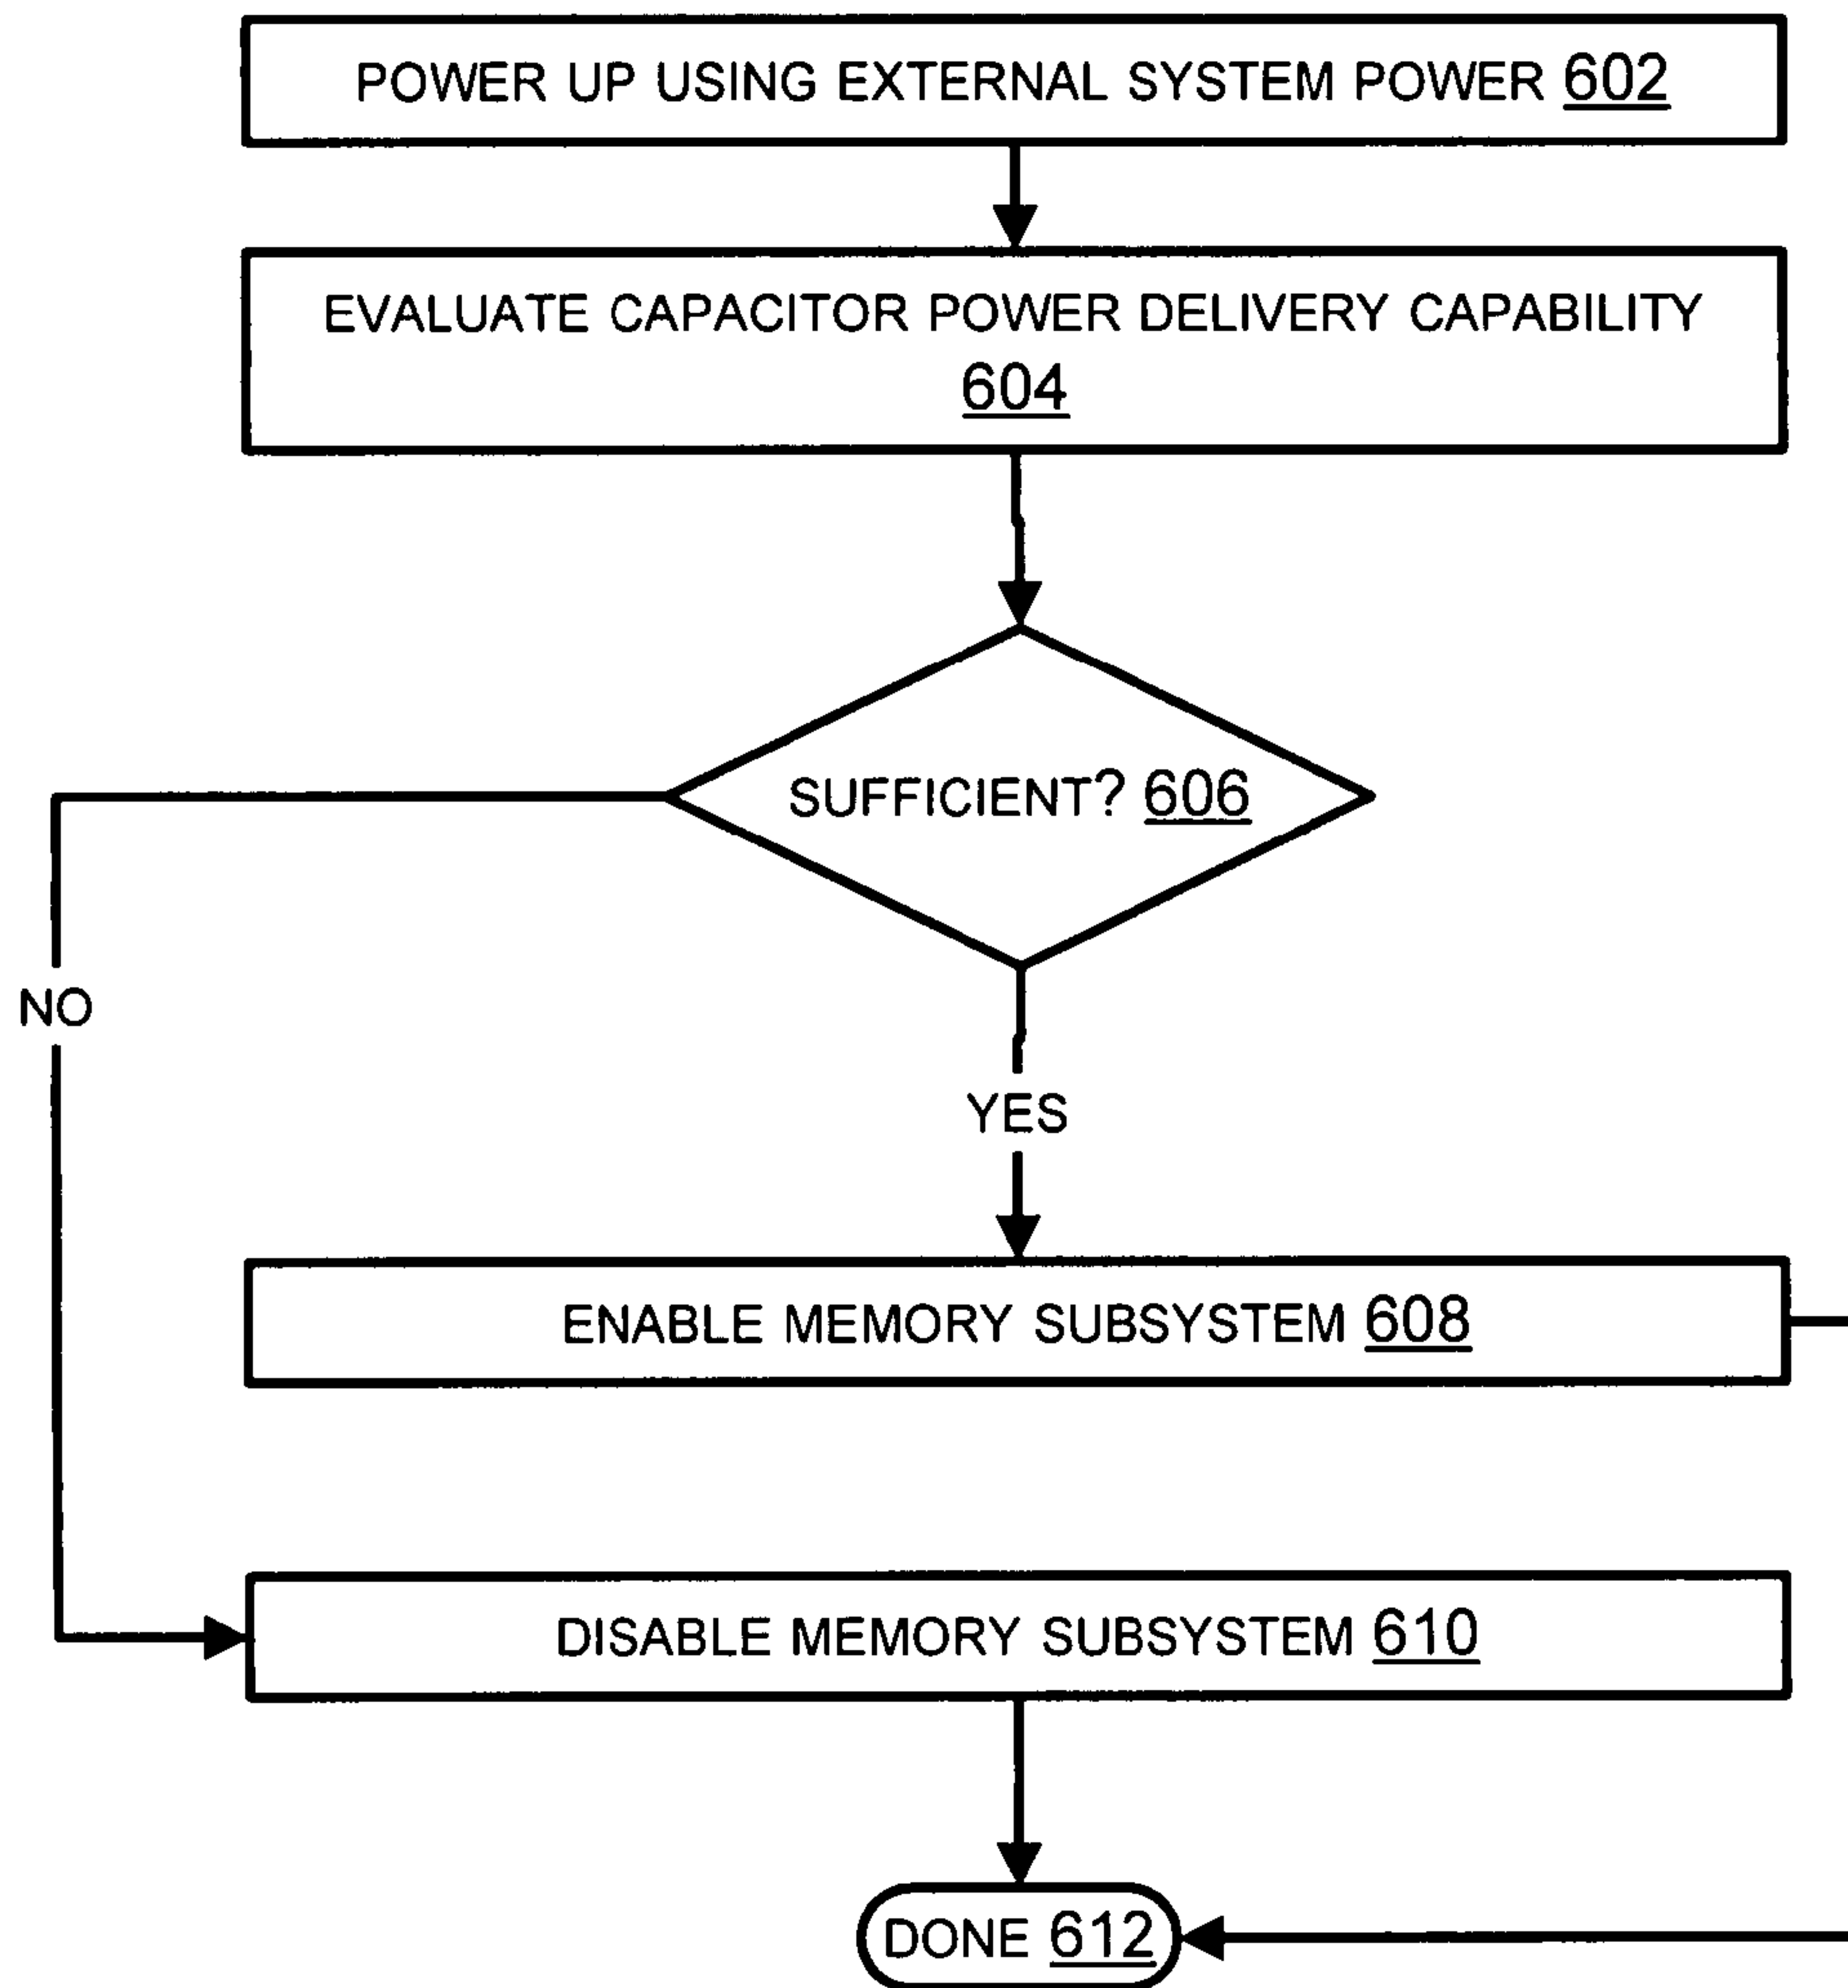 POWER UP USING EXTERNAL SYSTEM POWER 602
EVALUATE CAPACITOR POWER DELIVERY CAPABILITY
604
SUFFICIENT? 606
NO
YES
ENABLE MEMORY SUBSYSTEM 608
DISABLE MEMORY SUBSYSTEM 610
DONE 612